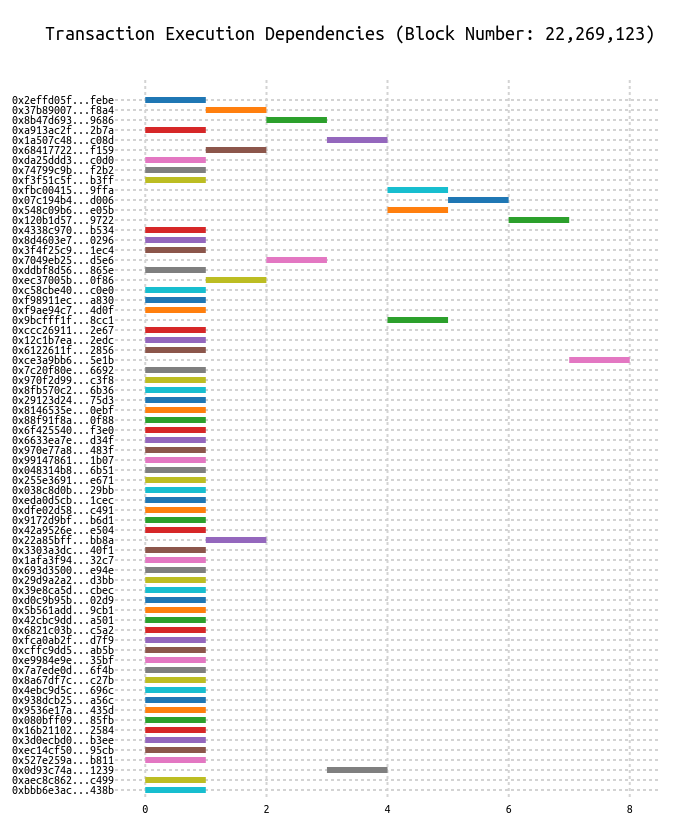 Transaction Execution Dependencies (Block Number: 22,269,123)
0x2effd05f...febe
0x37b89007...f8a4
0x8b47d693...9686
0xa913ac2f...2b7a
0x1a507c48...c08d
0x68417722...f159
0xda25ddd3...c0d0
0x74799c9b...f2b2
0xf3f51c5f...b3ff
0xfbc00415...9ffa
0x07c194b4...d006
0x548c09b6...e05b
0x120b1d57...9722
0x4338c970...b534
0x8d4603e7...0296
0x3f4f25c9...1ec4
0x7049eb25...d5e6
0xddbf8d56...865e
0xec37005b...0f86
0xc58cbe40...c0e0
0xf98911ec...a830
0xf9ae94c7...4d0f
0x9bcfff1f...8cc1
0xccc26911...2e67
0x12c1b7ea...2edc
0x6122611f...2856
0xce3a9bb6...5e1b
0x7c20f80e...6692
0x970f2d99...c3f8
0x8fb570c2...6b36
0x29123d24...75d3
0x8146535e...0ebf
0x88f91f8a...0f88
0x6f425540...f3e0
0x6633ea7e...d34f
0x970e77a8...483f
0x99147861...1b07
0x048314b8...6b51
0x255e3691...e671
0x038c8d0b...29bb
0xeda0d5cb...1cec
0xdfe02d58...c491
0x9172d9bf...b6d1
0x42a9526e...e504
0x22a85bff...bb8a
0x3303a3dc...40f1
0x1afa3f94...32c7
0x693d3500...e94e
0x29d9a2a2...d3bb
0x39e8ca5d...cbec
0xd0c9b95b...02d9
0x5b561add...9cb1
0x42cbc9dd...a501
0x6821c03b...c5a2
0xfca0ab2f...d7f9
0xcffc9dd5...ab5b
0xe9984e9e...35bf
0x7a7ede0d...6f4b
0x8a67df7c...c27b
0x4ebc9d5c...696c
0x938dcb25...a56c
0x9536e17a...435d
0x080bff09...85fb
0x16b21102...2584
0x3d0ecbd0...b3ee
0xec14cf50...95cb
0x527e259a...b811
0x0d93c74a...1239
0xaec8c862...c499
0xbbb6e3ac...438b
0 2 4 6 8